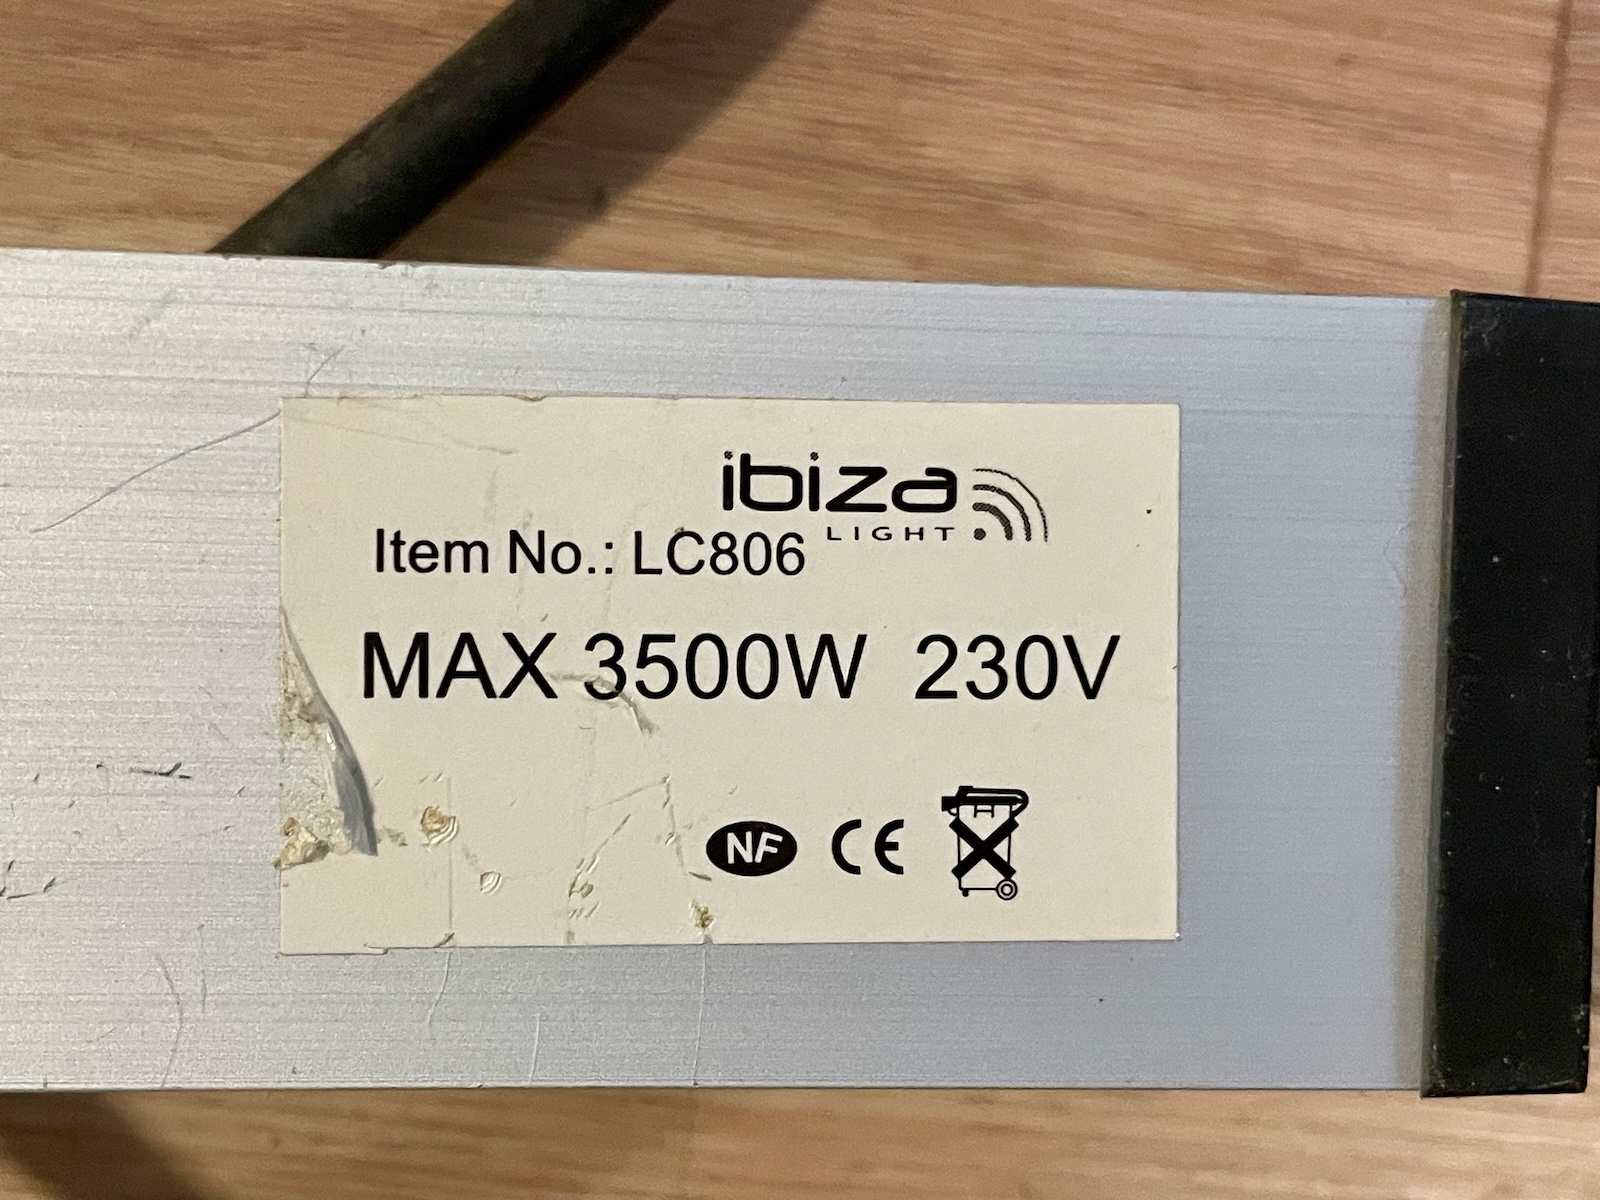 ibiza
LIGHT
Item No.: LC806
MAX 3500W 230V
NF CE